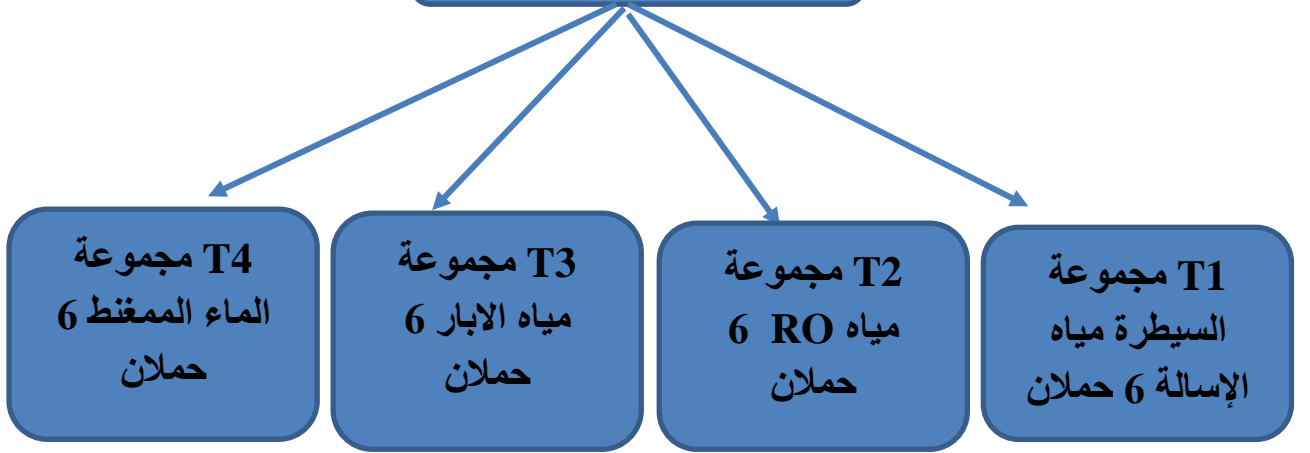 T1 مجموعة
السيطرة مياه
الإسالة 6 حملان
T2 مجموعة
مياه RO 6
حملان
T3 مجموعة
مياه الابار 6
حملان
T4 مجموعة
الماء الممغنط 6
حملان